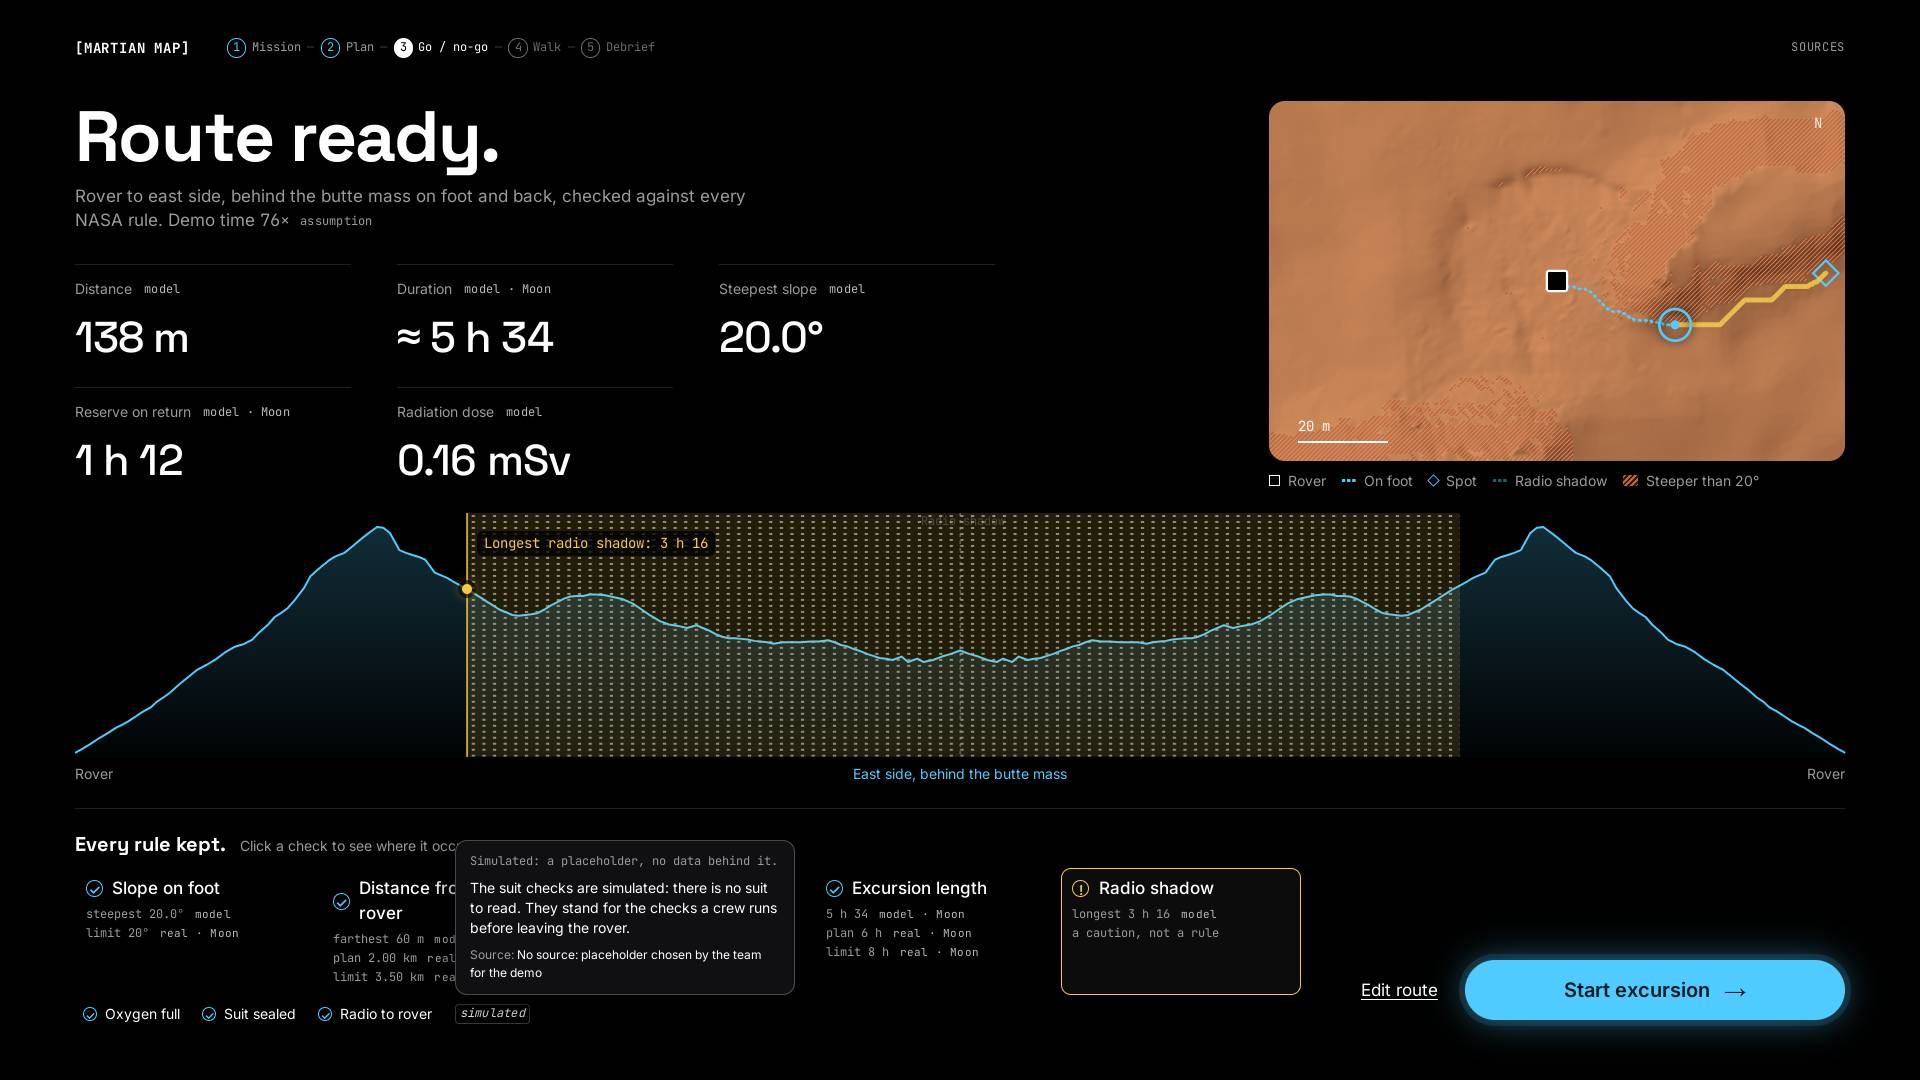 [MARTIAN MAP]
1 Mission — 2 Plan — 3 Go / no-go — 4 Walk — 5 Debrief
SOURCES
Route ready.
Rover to east side, behind the butte mass on foot and back, checked against every
NASA rule. Demo time 76× assumption
Distance model
138 m
Duration model · Moon
≈ 5 h 34
Steepest slope model
20.0°
Reserve on return model · Moon
1 h 12
Radiation dose model
0.16 mSv
N
20 m
Rover On foot Spot Radio shadow Steeper than 20°
Radio shadow
Longest radio shadow: 3 h 16
Rover
East side, behind the butte mass
Rover
Every rule kept. Click a check to see where it
Slope on foot
steepest 20.0° model
limit 20° real · Moon
Distance
rover
farthest 60 m
plan 2.00 km real
limit 3.50 km
Simulated: a placeholder, no data behind it.
The suit checks are simulated: there is no suit
to read. They stand for the checks a crew runs
before leaving the rover.
Source: No source: placeholder chosen by the team
for the demo
Excursion length
5 h 34 model · Moon
plan 6 h real · Moon
limit 8 h real · Moon
Radio shadow
longest 3 h 16 model
a caution, not a rule
Oxygen full Suit sealed Radio to rover simulated
Edit route
Start excursion →